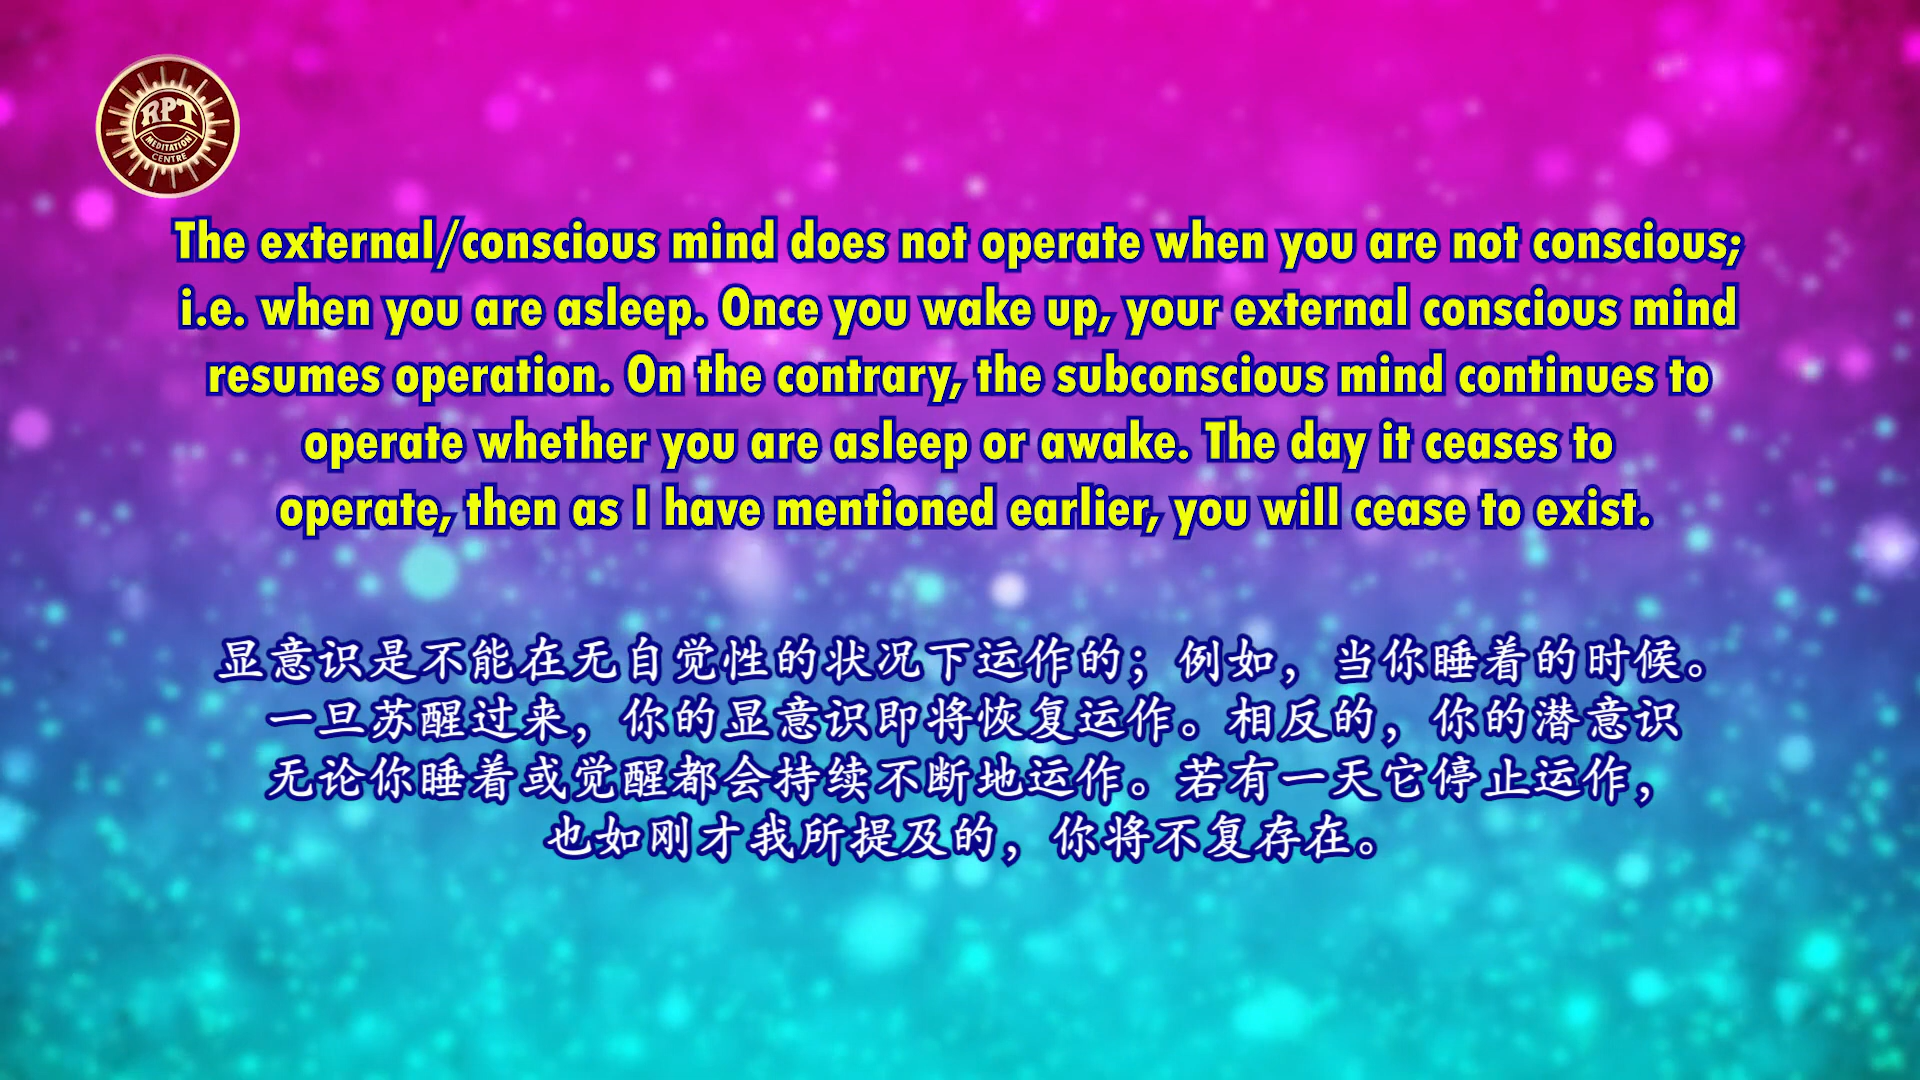 RPT
MEDITATION
CENTRE
The external/conscious mind does not operate when you are not conscious;
i.e. when you are asleep. Once you wake up, your external conscious mind
resumes operation. On the contrary, the subconscious mind continues to
operate whether you are asleep or awake. The day it ceases to
operate, then as I have mentioned earlier, you will cease to exist.
显意识是不能在无自觉性的状况下运作的；例如，当你睡着的时候。
一旦苏醒过来，你的显意识即将恢复运作。相反的，你的潜意识
无论你睡着或觉醒都会持续不断地运作。若有一天它停止运作，
也如刚才我所提及的，你将不复存在。